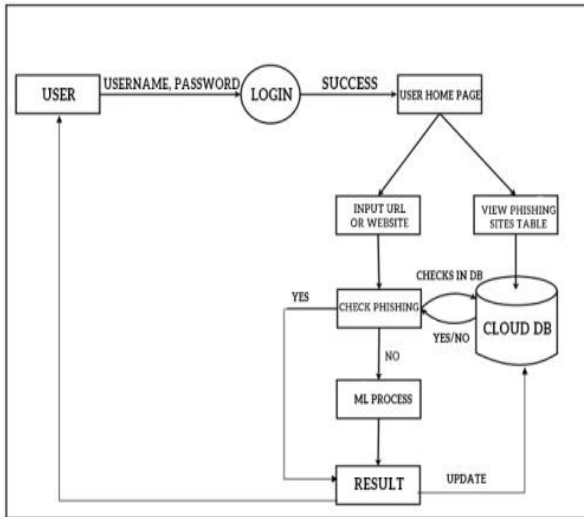 USERNAME, PASSWORD
SUCCESS
USER
LOGIN
USER HOME PAGE
INPUT URL
OR WEBSITE
VIEW PHISHING
SITES TABLE
CHECKS IN DB
YES
CHECK PHISHING
CLOUD DB
YES/NO
NO
ML PROCESS
RESULT
UPDATE